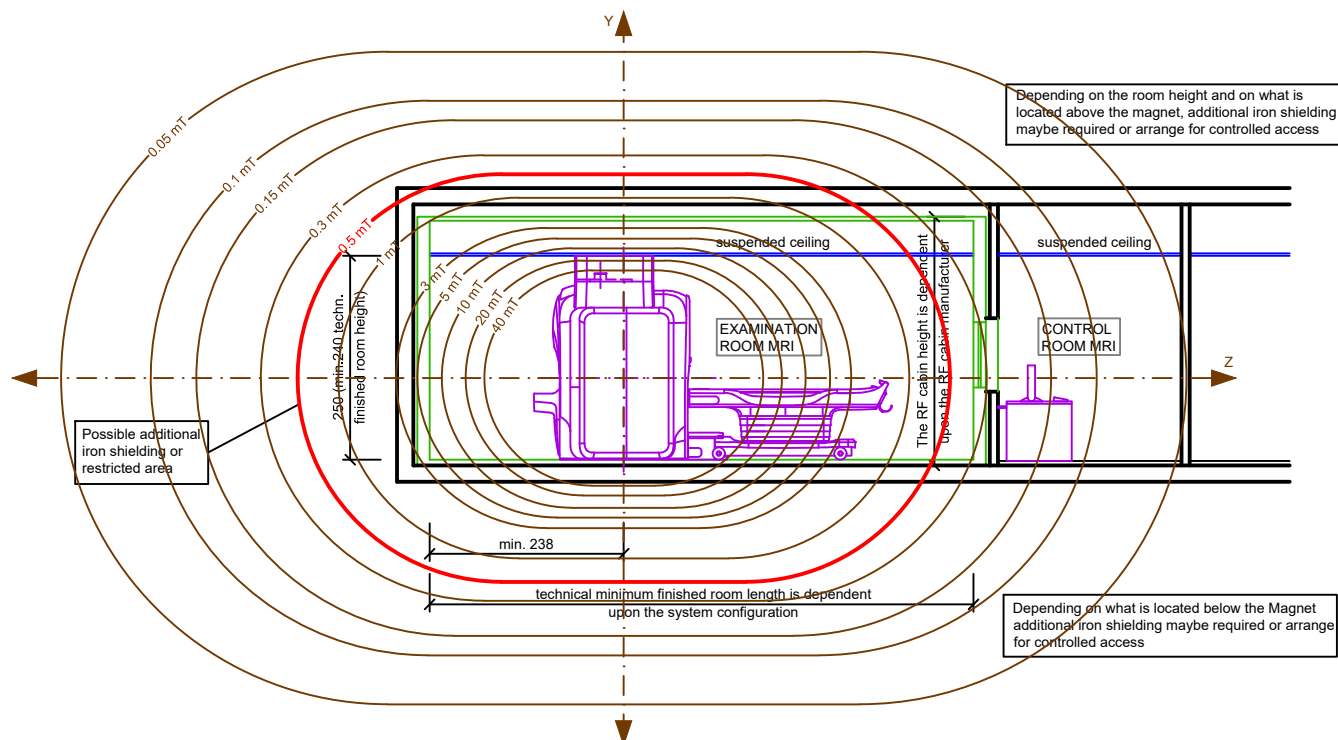 Y
Depending on the room height and on what is
located above the magnet, additional iron shielding
maybe required or arrange for controlled access
0.05 mT
0.1 mT
0.15 mT
0.3 mT
0.5 mT
1 mT
3 mT
5 mT
10 mT
20 mT
40 mT
suspended ceiling
suspended ceiling
250 (min.240 techn.
finished room height)
EXAMINATION
ROOM MRI
The RF cabin height is dependent
upon the RF cabin manufacturer
CONTROL
ROOM MRI
Z
Possible additional
iron shielding or
restricted area
min. 238
technical minimum finished room length is dependent
upon the system configuration
Depending on what is located below the Magnet
additional iron shielding maybe required or arrange
for controlled access